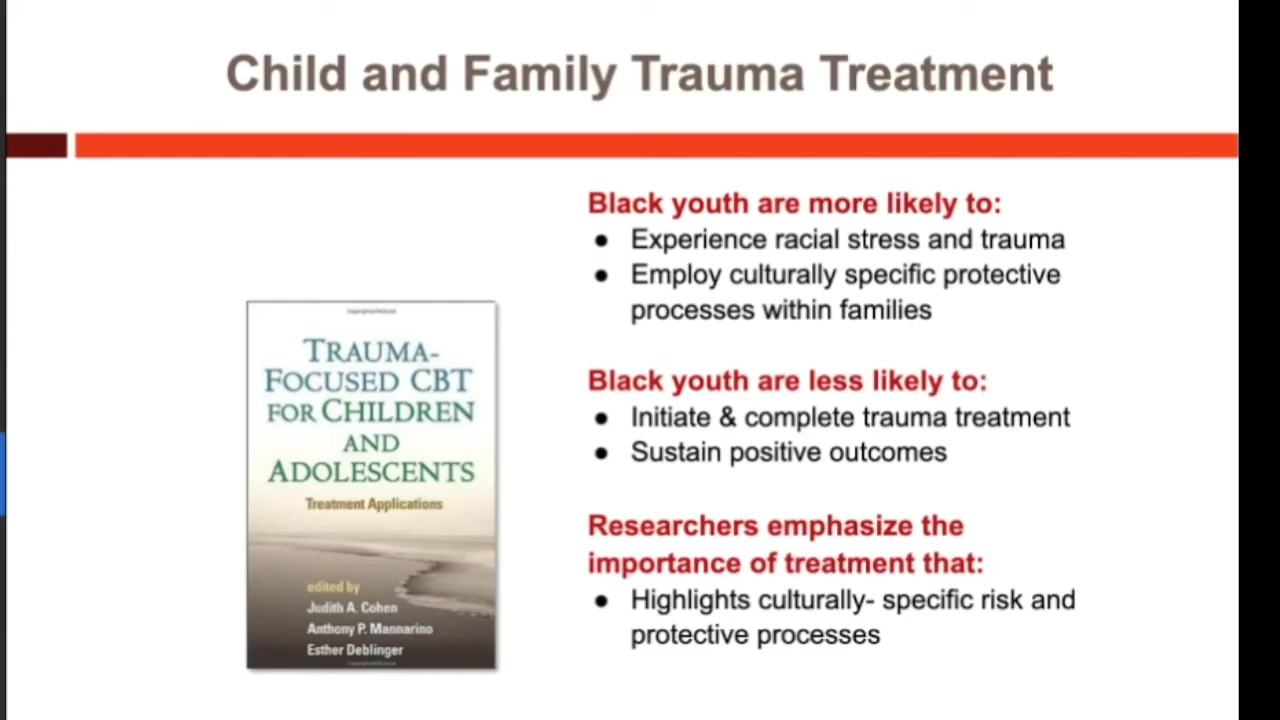 Child and Family Trauma Treatment
Black youth are more likely to:
● Experience racial stress and trauma
● Employ culturally specific protective
processes within families
Black youth are less likely to:
● Initiate & complete trauma treatment
● Sustain positive outcomes
Researchers emphasize the
importance of treatment that:
● Highlights culturally- specific risk and
protective processes
TRAUMA-
FOCUSED CBT
FOR CHILDREN
AND
ADOLESCENTS
Treatment Applications
edited by
Judith A. Cohen
Anthony P. Mannarino
Esther Deblinger